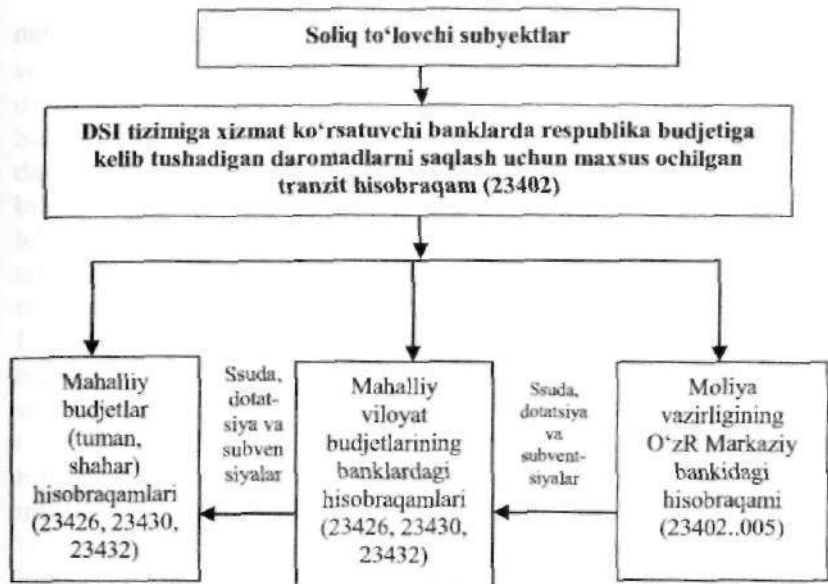 Soliq to‘lovchi subyektlar
DSI tizimiga xizmat ko‘rsatuvchi banklarda respublika budjetiga
kelib tushadigan daromadlarni saqlash uchun maxsus ochilgan
tranzit hisobraqam (23402)
Mahalliy
budjetlar
(tuman,
shahar)
hisobraqamlari
(23426, 23430,
23432)
Ssuda,
dotat-
siya va
subven
siyalar
Mahalliy
viloyat
budjetlarining
banklardagi
hisobraqamlari
(23426, 23430,
23432)
Ssuda,
dotatsiya
va
subvent-
siyalar
Moliya
vazirligining
O‘zR Markaziy
bankidagi
hisobraqami
(23402..005)